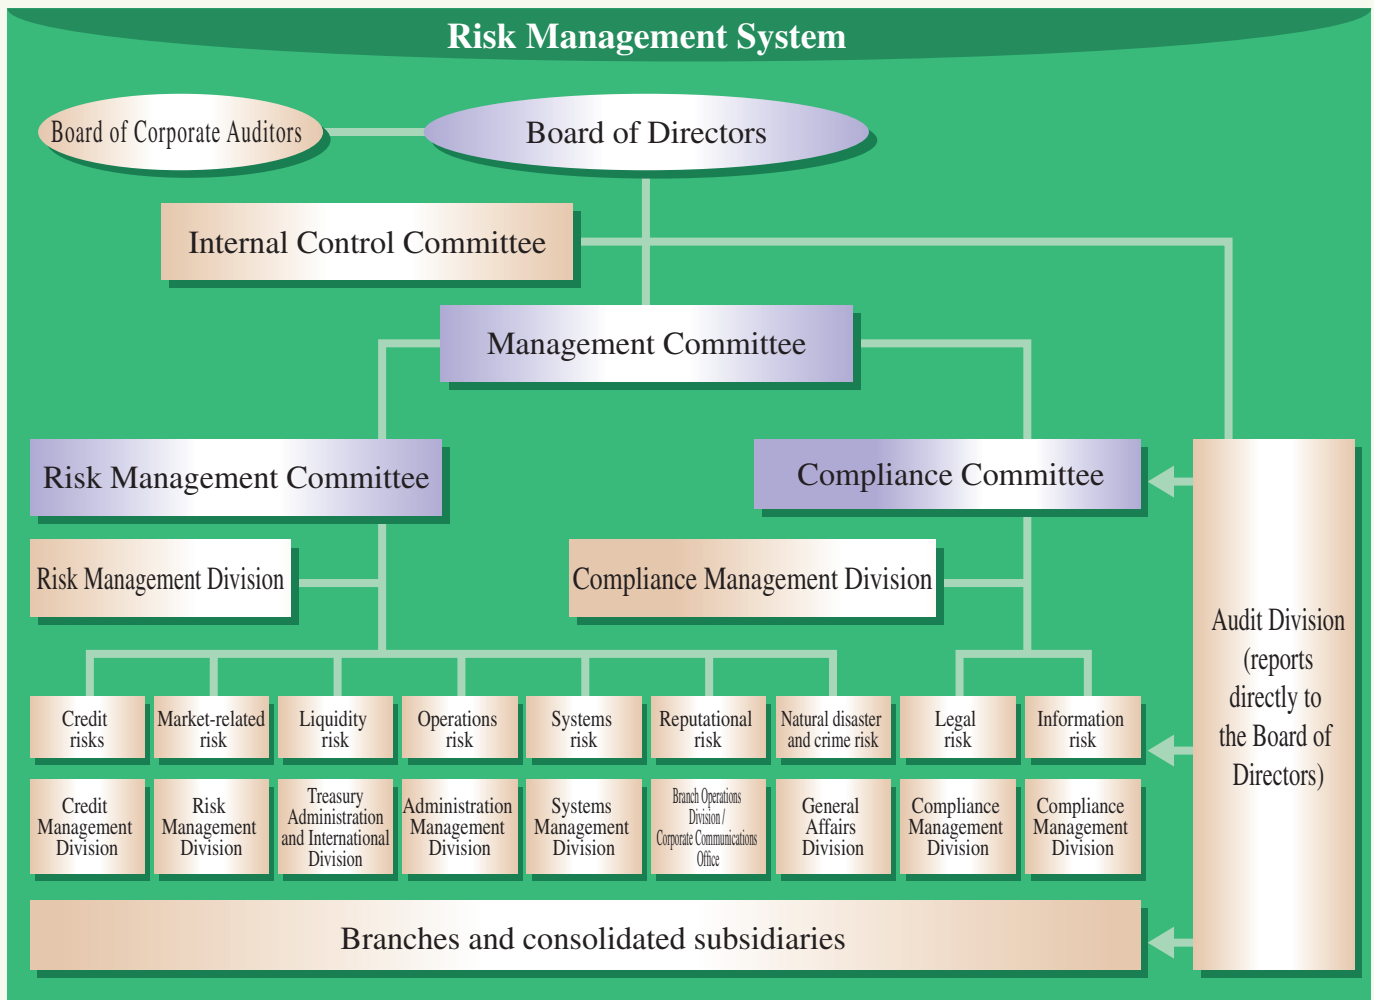 Risk Management System
Board of Corporate Auditors
Board of Directors
Internal Control Committee
Management Committee
Risk Management Committee
Compliance Committee
Risk Management Division
Compliance Management Division
Audit Division
(reports
directly to
the Board of
Directors)
Credit
risks
Market-related
risk
Liquidity
risk
Operations
risk
Systems
risk
Reputational
risk
Natural disaster
and crime risk
Legal
risk
Information
risk
Credit
Management
Division
Risk
Management
Division
Treasury
Administration
and International
Division
Administration
Management
Division
Systems
Management
Division
Branch Operations
Division /
Corporate Communications
Office
General
Affairs
Division
Compliance
Management
Division
Compliance
Management
Division
Branches and consolidated subsidiaries